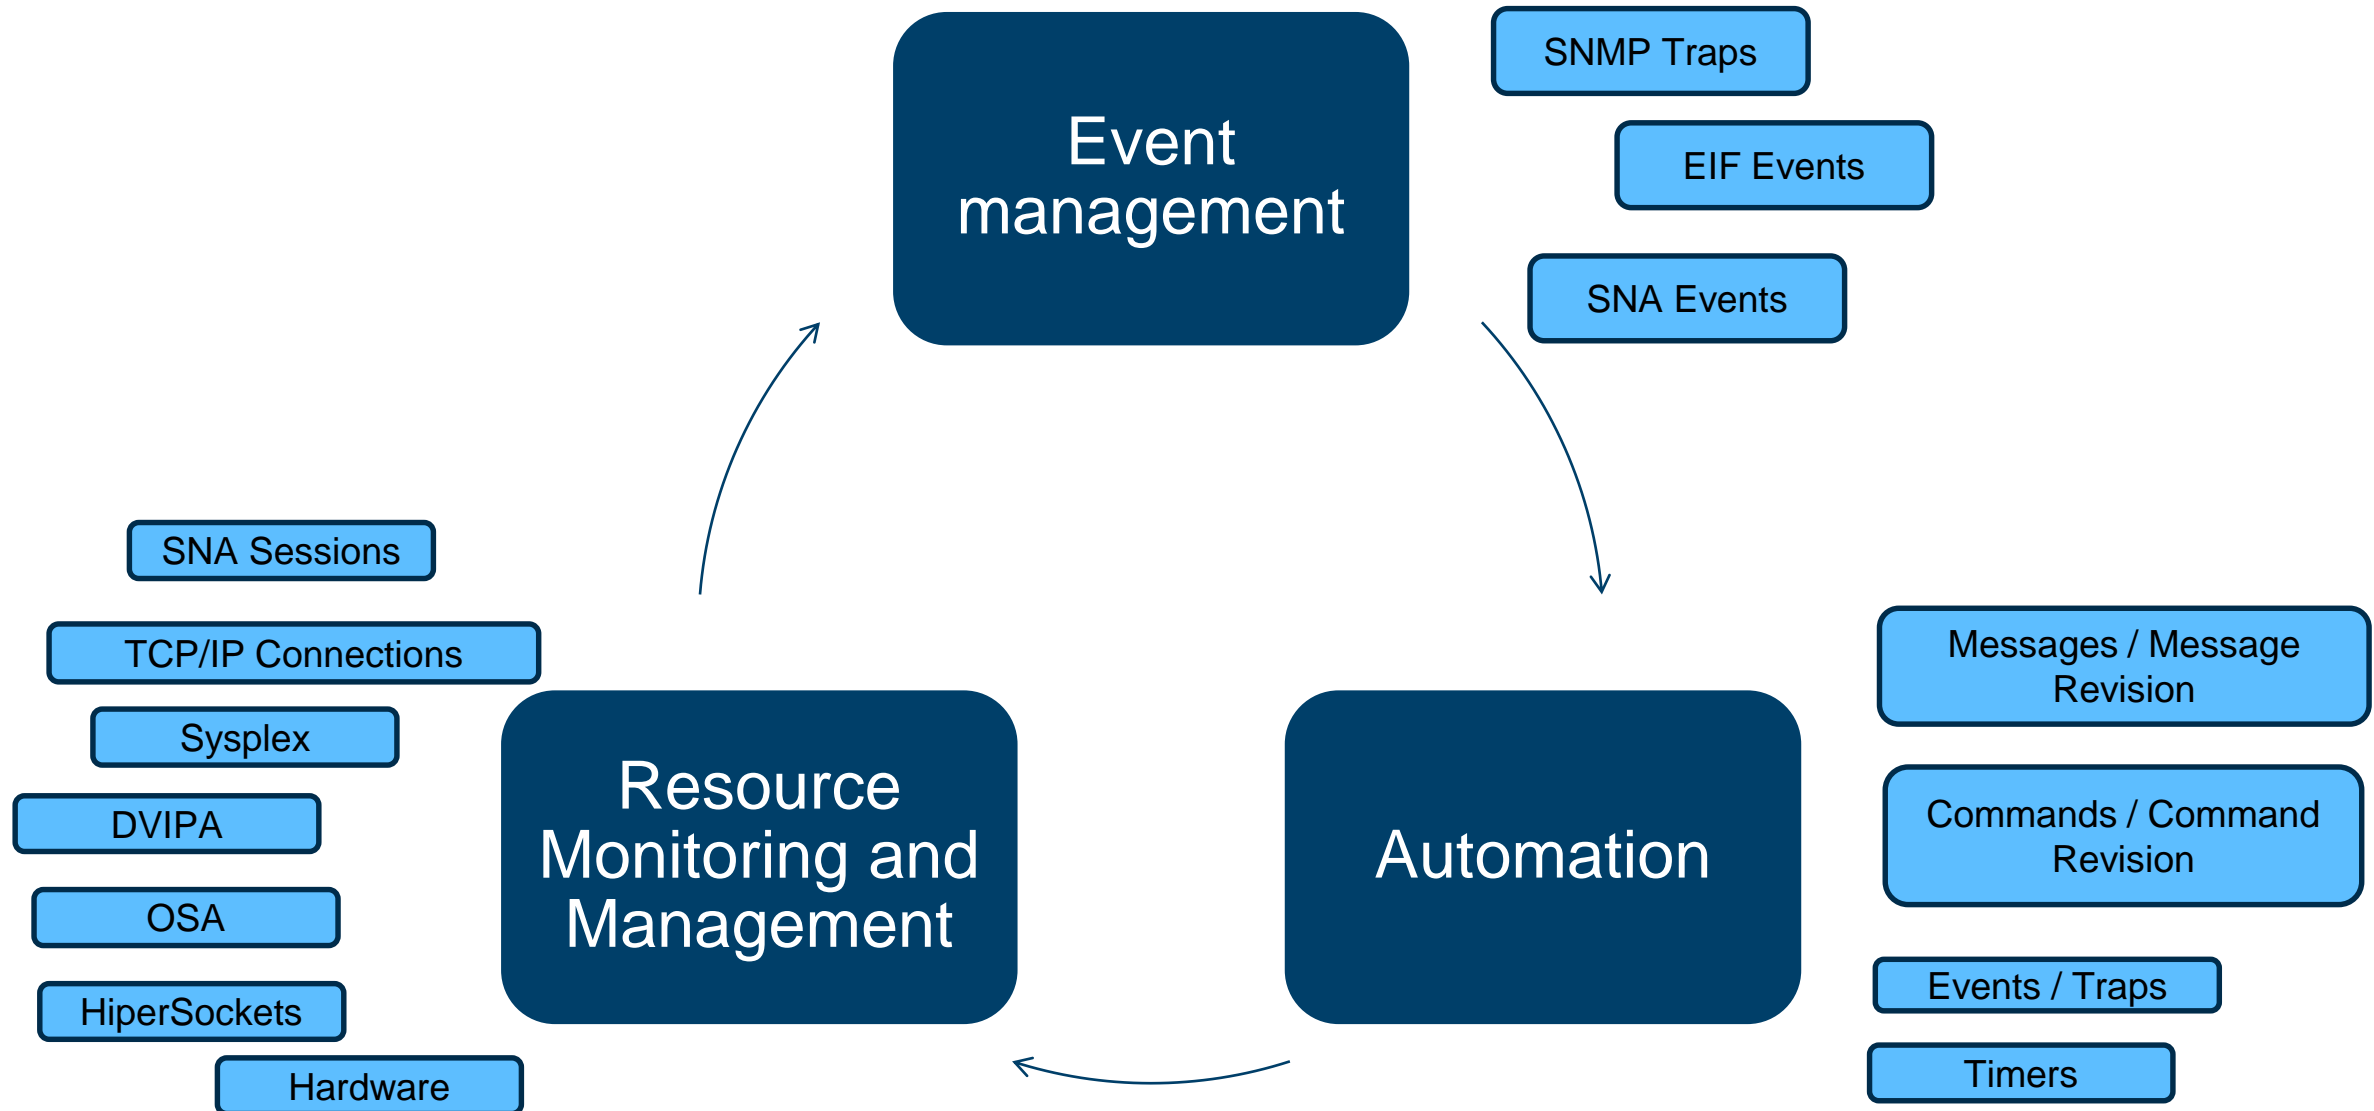 Event
management
SNMP Traps
EIF Events
SNA Events
SNA Sessions
TCP/IP Connections
Sysplex
DVIPA
OSA
HiperSockets
Hardware
Resource
Monitoring and
Management
Automation
Messages / Message
Revision
Commands / Command
Revision
Events / Traps
Timers